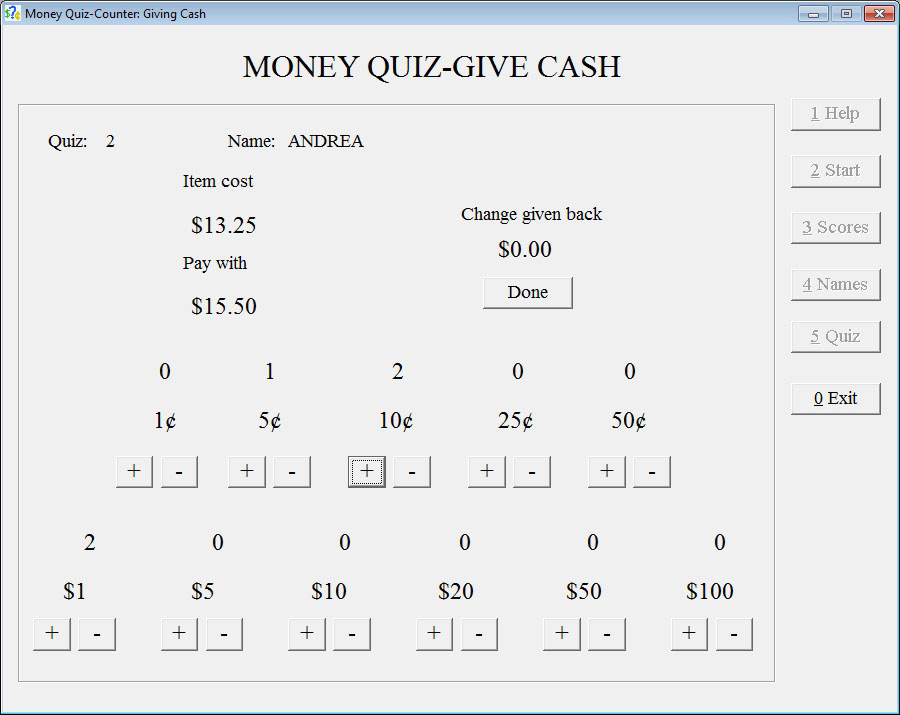 Money Quiz-Counter: Giving Cash
MONEY QUIZ-GIVE CASH
Quiz: 2 Name: ANDREA
Item cost
$13.25
Pay with
$15.50
Change given back
$0.00
Done
0 1 2 0 0
1¢ 5¢ 10¢ 25¢ 50¢
+ - + - + - + - + -
2 0 0 0 0 0
$1 $5 $10 $20 $50 $100
+ - + - + - + - + - + -
1 Help
2 Start
3 Scores
4 Names
5 Quiz
0 Exit